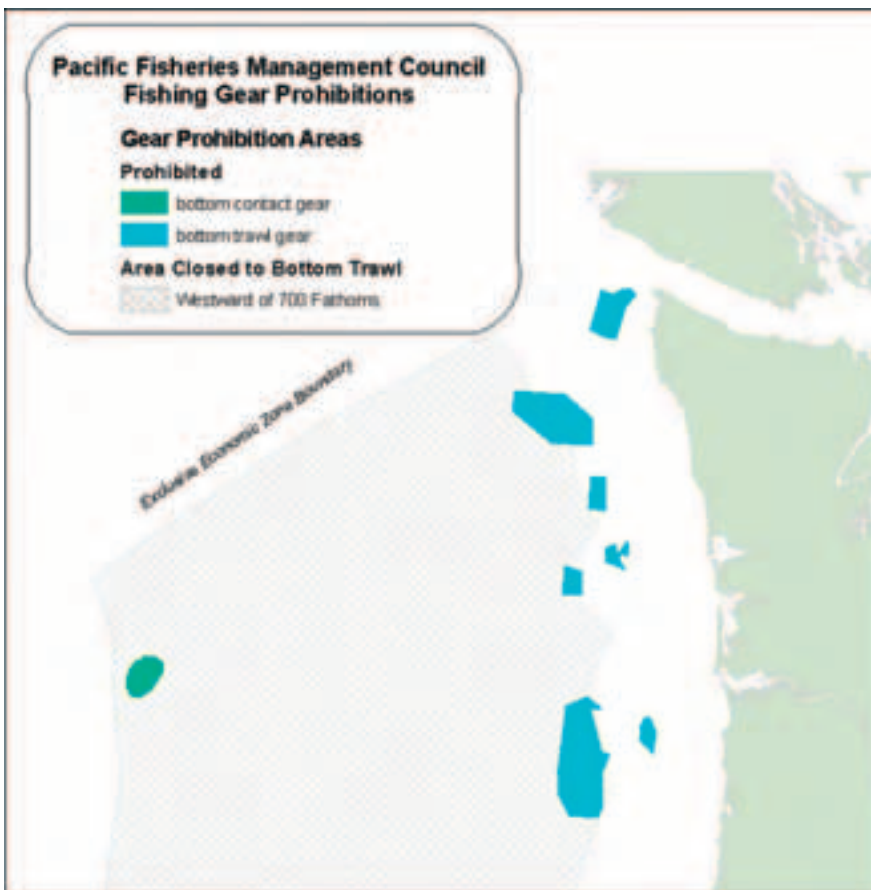 Pacific Fisheries Management Council
Fishing Gear Prohibitions
Gear Prohibition Areas
Prohibited
bottom contact gear
bottom trawl gear
Area Closed to Bottom Trawl
Westward of 700 Fathoms
Exclusive Economic Zone Boundary